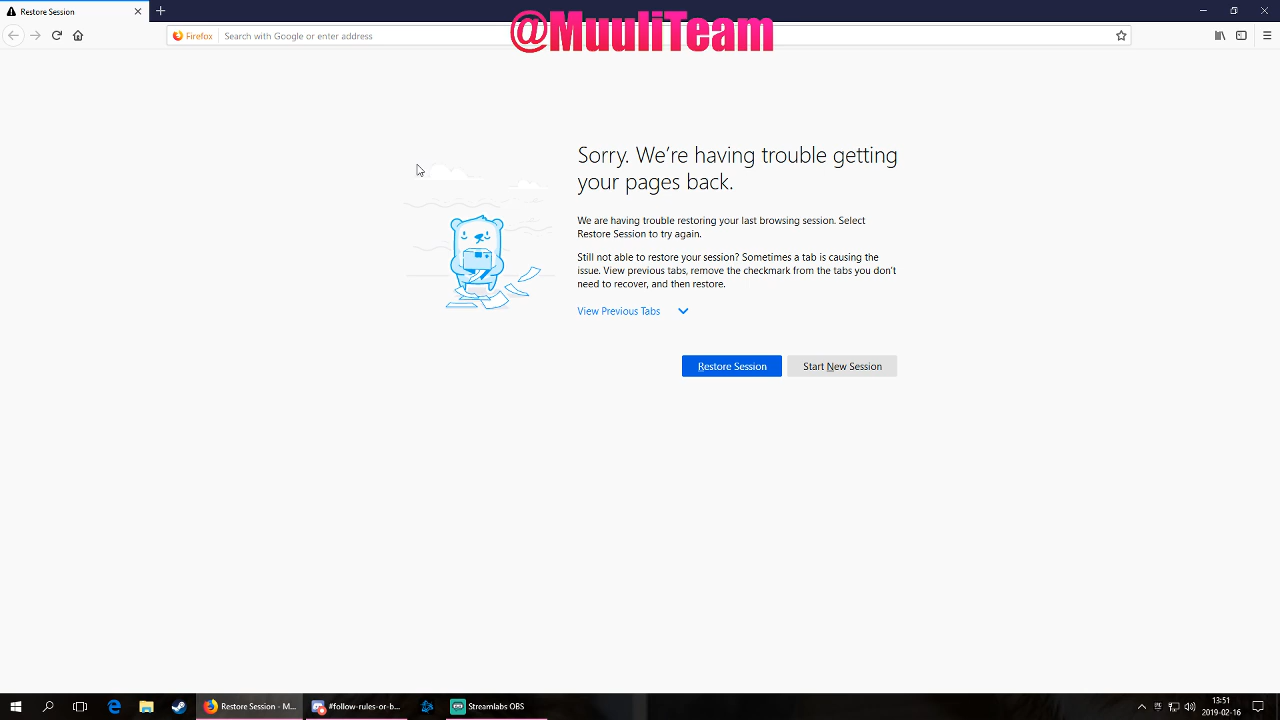 Restore Session
@MuuliTeam
Firefox
Search with Google or enter address
Sorry. We're having trouble getting
your pages back.
We are having trouble restoring your last browsing session. Select
Restore Session to try again.
Still not able to restore your session? Sometimes a tab is causing the
issue. View previous tabs, remove the checkmark from the tabs you don't
need to recover, and then restore.
View Previous Tabs
Restore Session
Start New Session
Restore Session - M...
#follow-rules-or-b...
Streamlabs OBS
13:51
2019-02-16